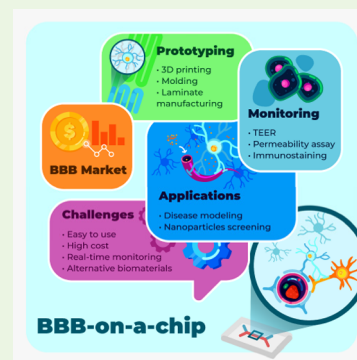 Prototyping
• 3D printing
• Molding
• Laminate
manufacturing
Monitoring
• TEER
• Permeability assay
• Immunostaining
BBB Market
Applications
• Disease modeling
• Nanoparticles screening
Challenges
• Easy to use
• High cost
• Real-time monitoring
• Alternative biomaterials
BBB-on-a-chip